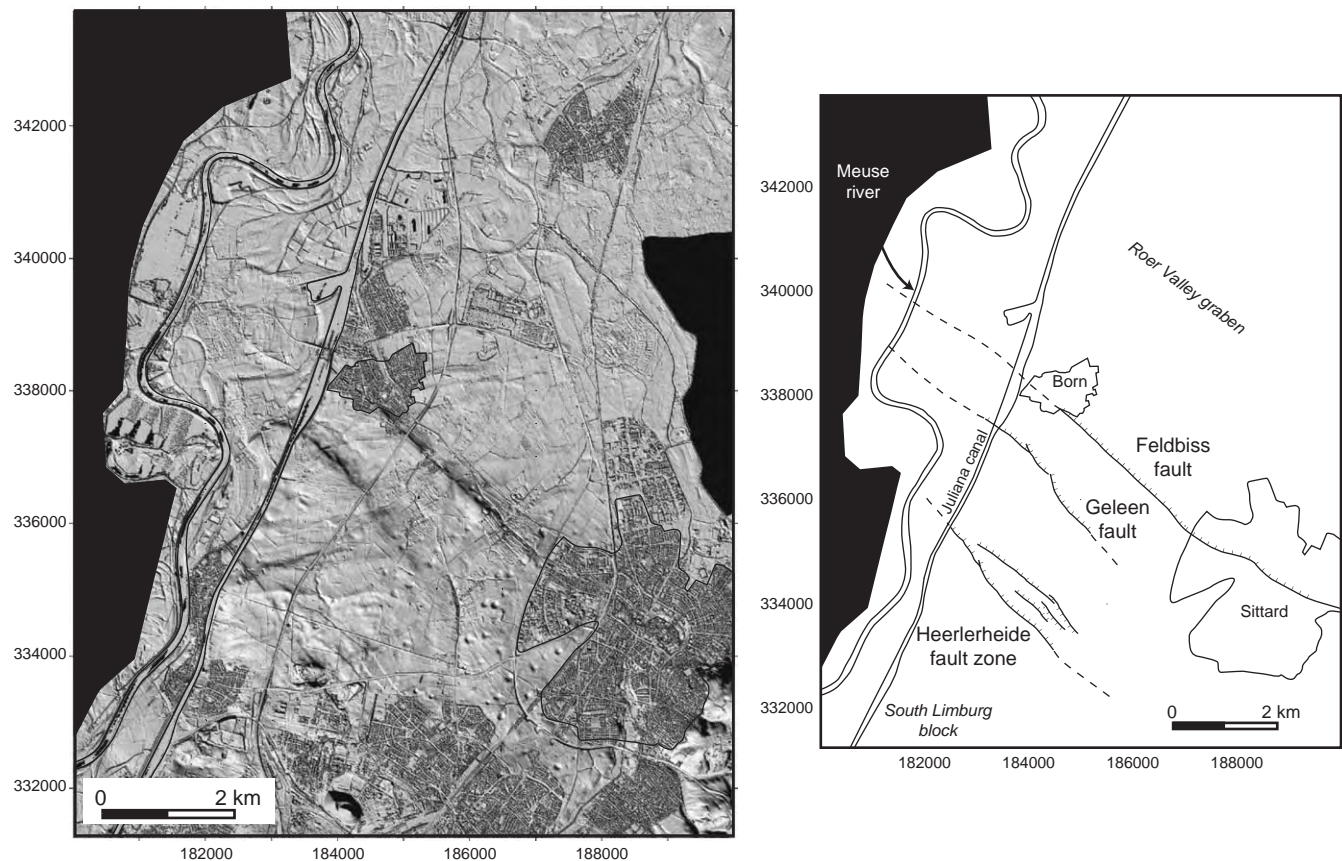 342000
340000
338000
336000
334000
332000
0 2 km
182000 184000 186000 188000
342000
340000
338000
336000
334000
332000
Meuse
river
Roer Valley graben
Born
Juliana canal
Feldbiss
fault
Geleen
fault
Sittard
Heerlerheide
fault zone
South Limburg
block
0 2 km
182000 184000 186000 188000